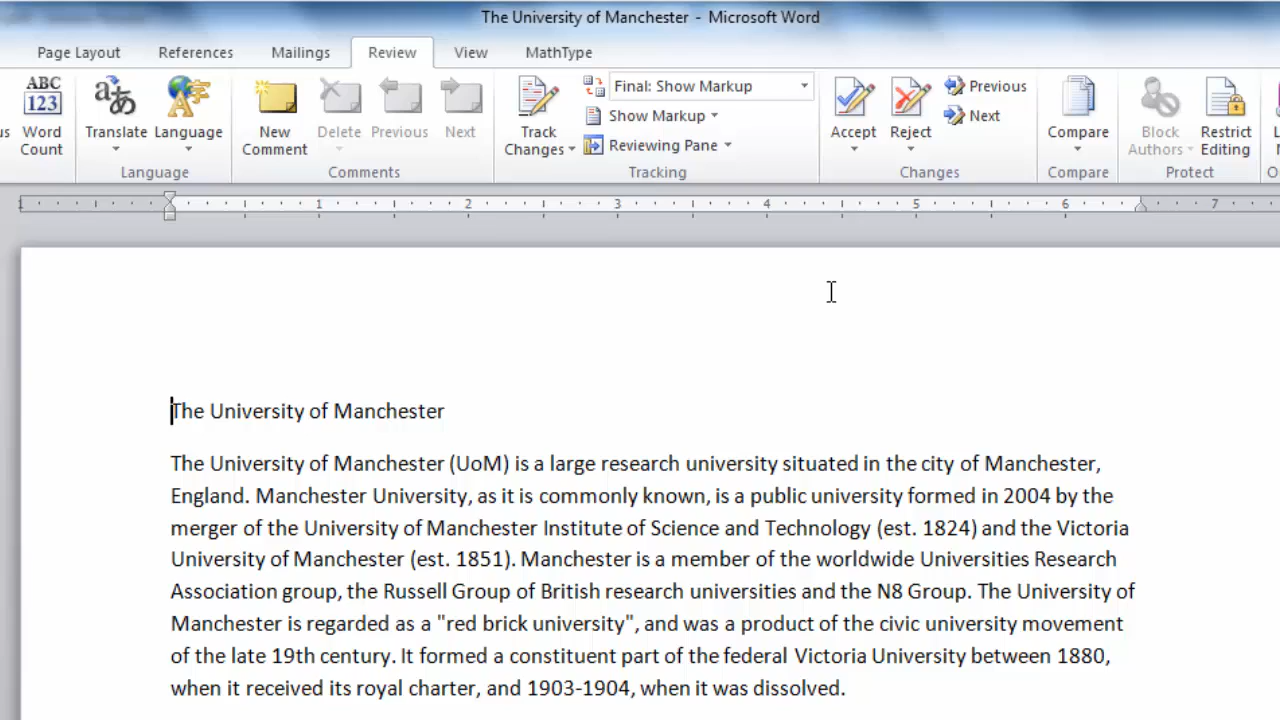 The University of Manchester - Microsoft Word
Page Layout References Mailings Review View MathType
ABC 123 Word Count
Translate
Language
Language
New Comment
Delete
Previous
Next
Comments
Track Changes
Final: Show Markup
Show Markup
Reviewing Pane
Tracking
Accept
Reject
Previous
Next
Changes
Compare
Compare
Block Authors
Restrict Editing
Protect
1 2 3 4 5 6 7
The University of Manchester
The University of Manchester (UoM) is a large research university situated in the city of Manchester,
England. Manchester University, as it is commonly known, is a public university formed in 2004 by the
merger of the University of Manchester Institute of Science and Technology (est. 1824) and the Victoria
University of Manchester (est. 1851). Manchester is a member of the worldwide Universities Research
Association group, the Russell Group of British research universities and the N8 Group. The University of
Manchester is regarded as a "red brick university", and was a product of the civic university movement
of the late 19th century. It formed a constituent part of the federal Victoria University between 1880,
when it received its royal charter, and 1903-1904, when it was dissolved.